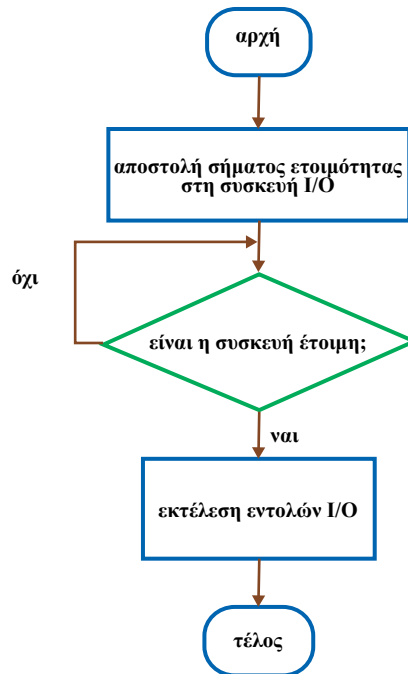 αρχή
αποστολή σήματος ετοιμότητας
στη συσκευή I/O
όχι
είναι η συσκευή έτοιμη;
ναι
εκτέλεση εντολών I/O
τέλος